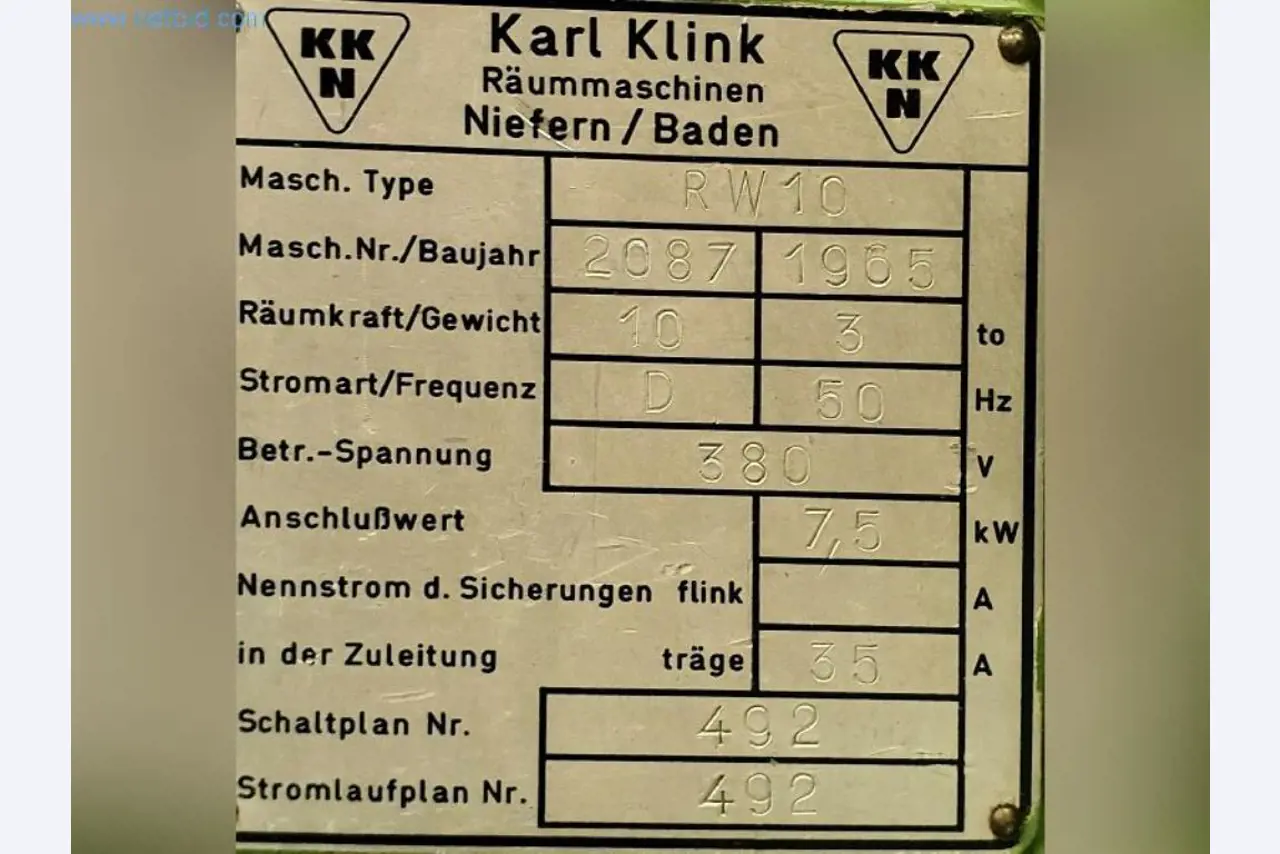 KK
N
Karl Klink
Räummaschinen
Niefern / Baden
KK
N
Masch. Type RW10
Masch.Nr./Baujahr 2087 1965
Räumkraft/Gewicht 10 3 to
Stromart/Frequenz D 50 Hz
Betr.-Spannung 380 V
Anschlußwert 7,5 kW
Nennstrom d. Sicherungen flink A
in der Zuleitung träge 35 A
Schaltplan Nr. 492
Stromlaufplan Nr. 492